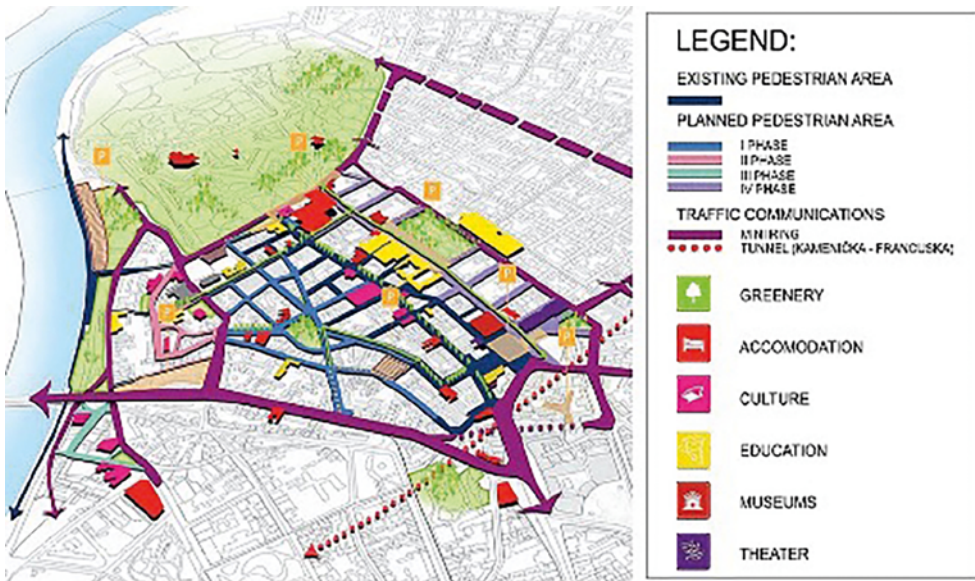 P
P
P
P
P
P
P
LEGEND:
EXISTING PEDESTRIAN AREA
PLANNED PEDESTRIAN AREA
I PHASE
II PHASE
III PHASE
IV PHASE
TRAFFIC COMMUNICATIONS
MINIRING
TUNNEL (KAMENIČKA - FRANCUSKA)
GREENERY
ACCOMODATION
CULTURE
EDUCATION
MUSEUMS
THEATER